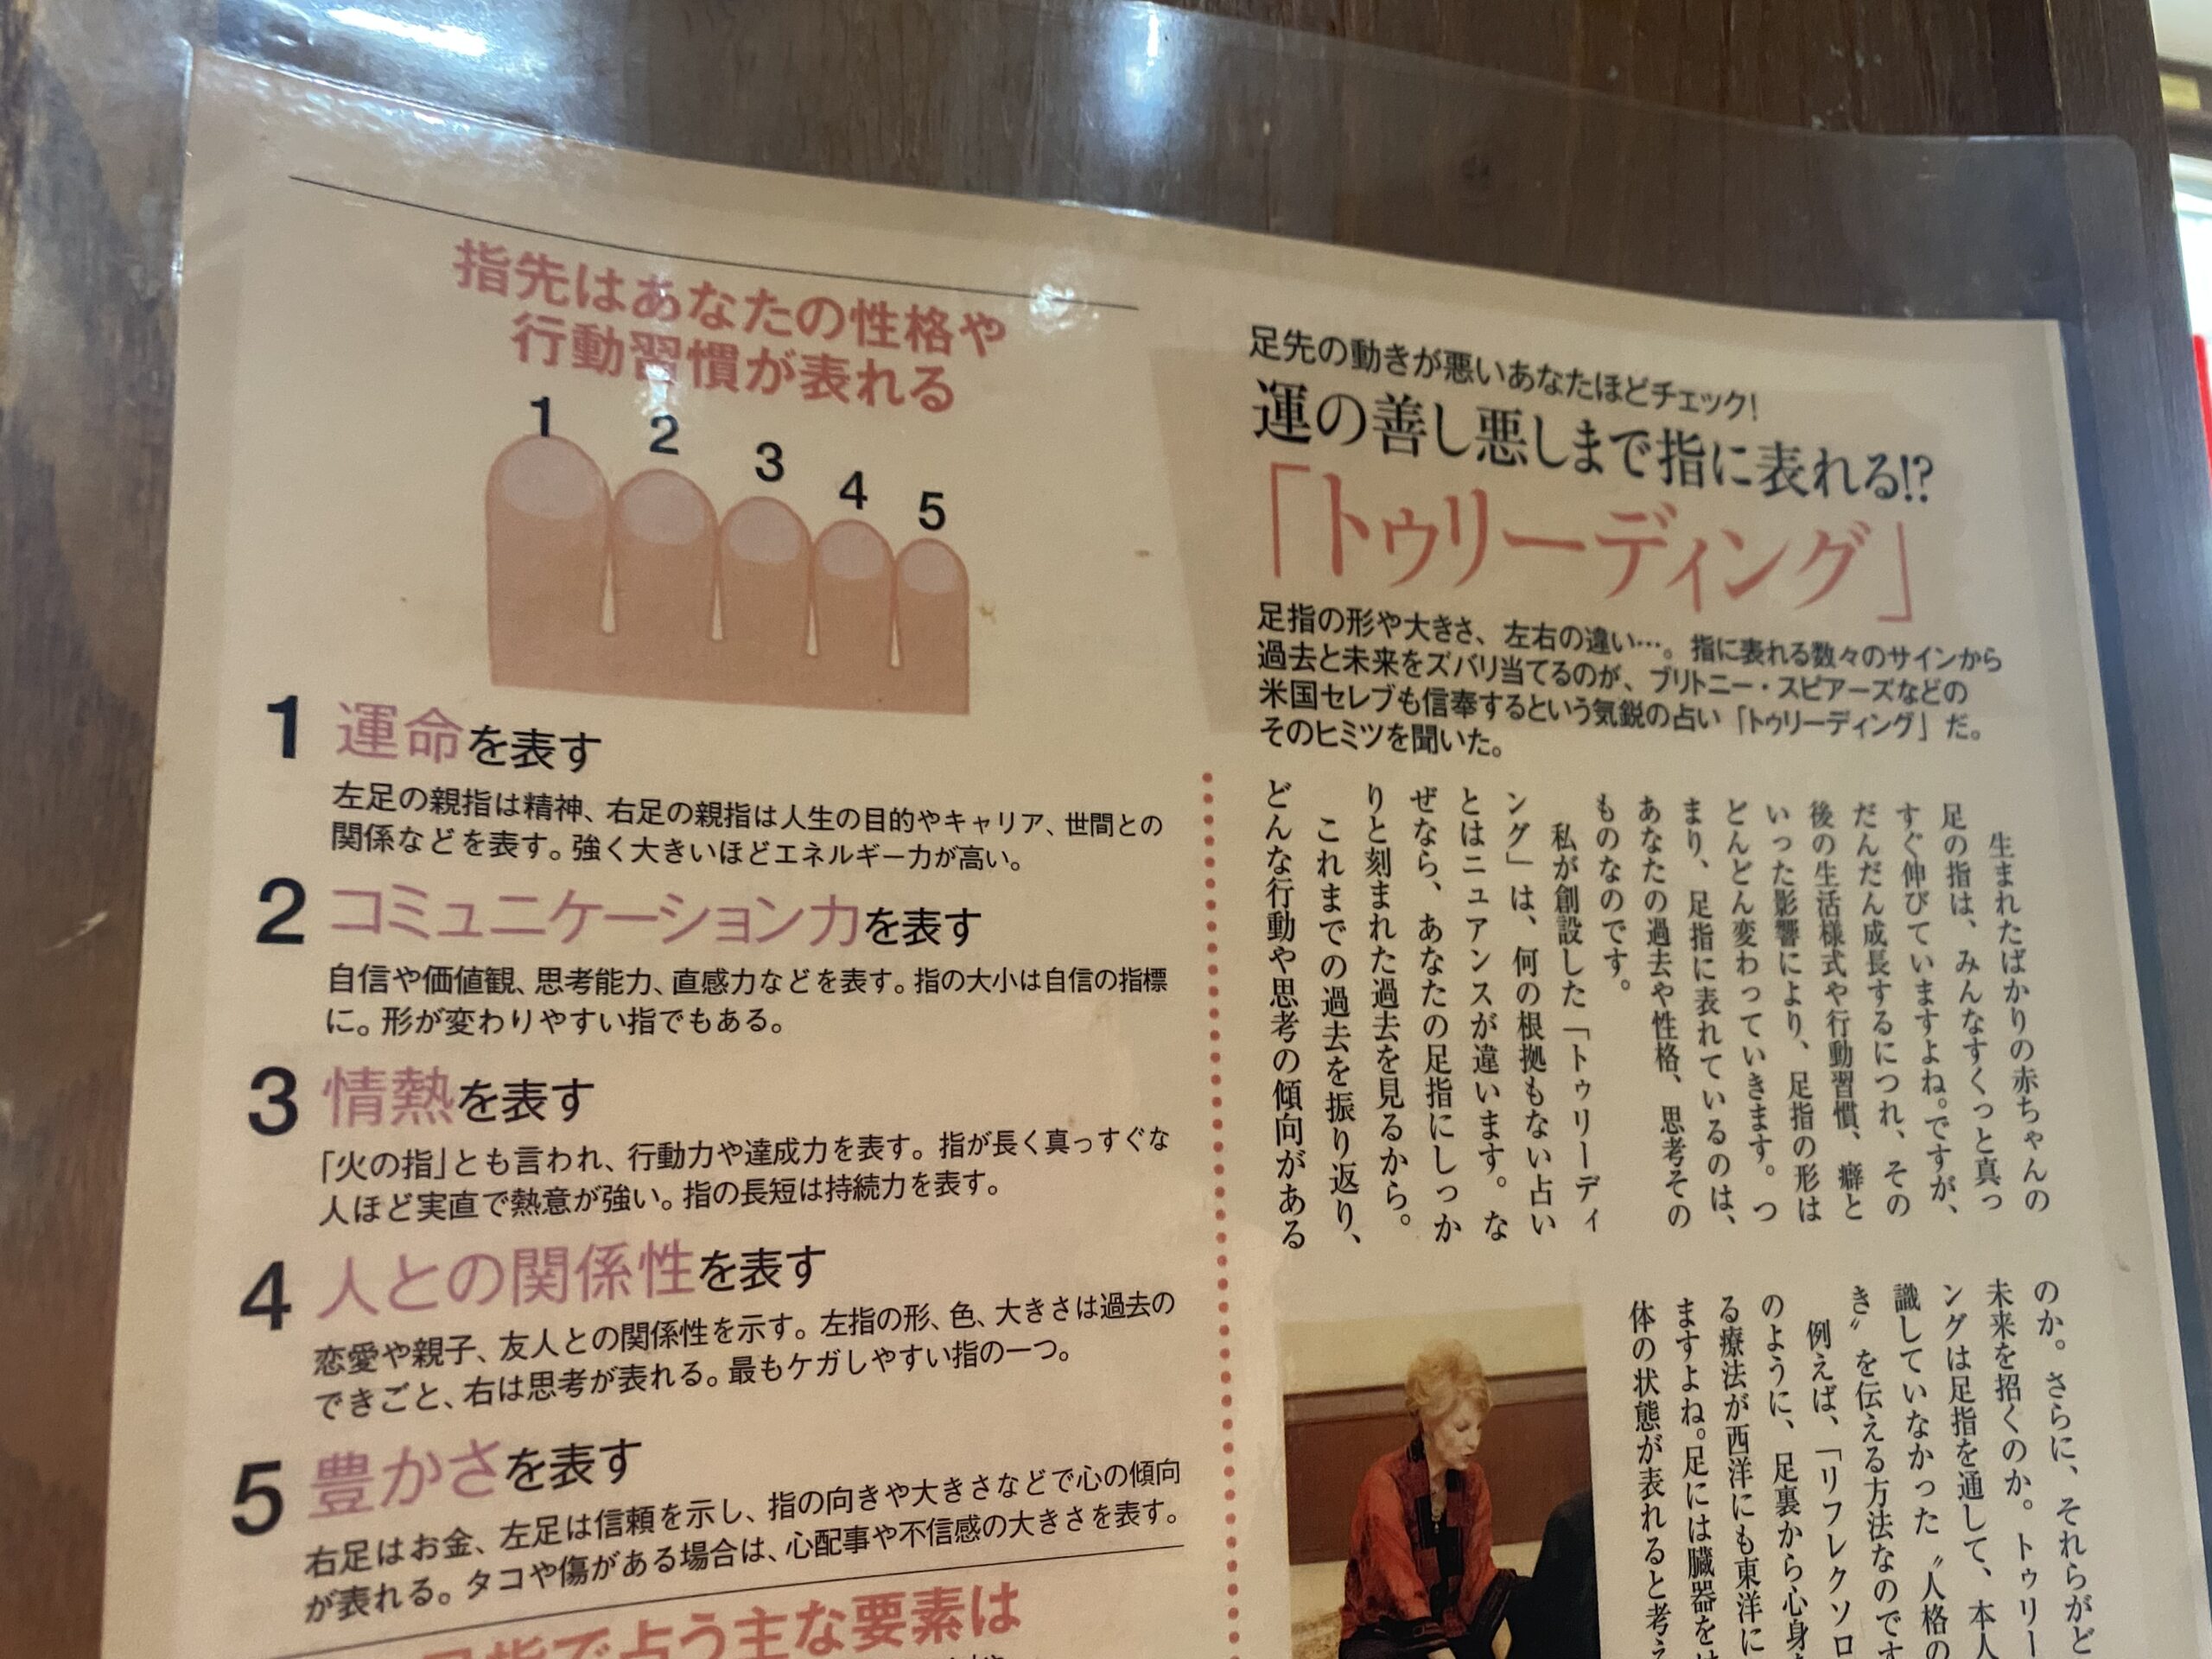 指先はあなたの性格や
行動習慣が表れる
1
2
3
4
5
1 運命を表す
左足の親指は精神、右足の親指は人生の目的やキャリア、世間との
関係などを表す。強く大きいほどエネルギー力が高い。
2 コミュニケーション力を表す
自信や価値観、思考能力、直感力などを表す。指の大小は自信の指標
に。形が変わりやすい指でもある。
3 情熱を表す
「火の指」とも言われ、行動力や達成力を表す。指が長く真っすぐな
人ほど実直で熱意が強い。指の長短は持続力を表す。
4 人との関係性を表す
恋愛や親子、友人との関係性を示す。左指の形、色、大きさは過去の
できごと、右は思考が表れる。最もケガしやすい指の一つ。
5 豊かさを表す
右足はお金、左足は信頼を示し、指の向きや大きさなどで心の傾向
が表れる。タコや傷がある場合は、心配事や不信感の大きさを表す。
指で占う主な要素は
足先の動きが悪いあなたほどチェック!
運の善し悪しまで指に表れる!?
「トゥリーディング」
足指の形や大きさ、左右の違い…。指に表れる数々のサインから
過去と未来をズバリ当てるのが、ブリトニー・スピアーズなどの
米国セレブも信奉するという気鋭の占い「トゥリーディング」だ。
そのヒミツを聞いた。
生まれたばかりの赤ちゃんの
足の指は、みんなすくっと真っ
すぐ伸びていますよね。ですが、
だんだん成長するにつれ、その
後の生活様式や行動習慣、癖と
いった影響により、足指の形は
どんどん変わっていきます。つ
まり、足指に表れているのは、
あなたの過去や性格、思考その
ものなのです。
私が創設した「トゥリーディ
ング」は、何の根拠もない占い
とはニュアンスが違います。な
ぜなら、あなたの足指にしっか
りと刻まれた過去を見るから。
これまでの過去を振り返り、
どんな行動や思考の傾向がある
のか。さらに、それらがど
未来を招くのか。トゥリー
ングは足指を通して、本人
識していなかった〝人格の
き〟を伝える方法なのです
例えば、「リフレクソロ
のように、足裏から心身
る療法が西洋にも東洋に
ますよね。足には臓器を
体の状態が表れると考え